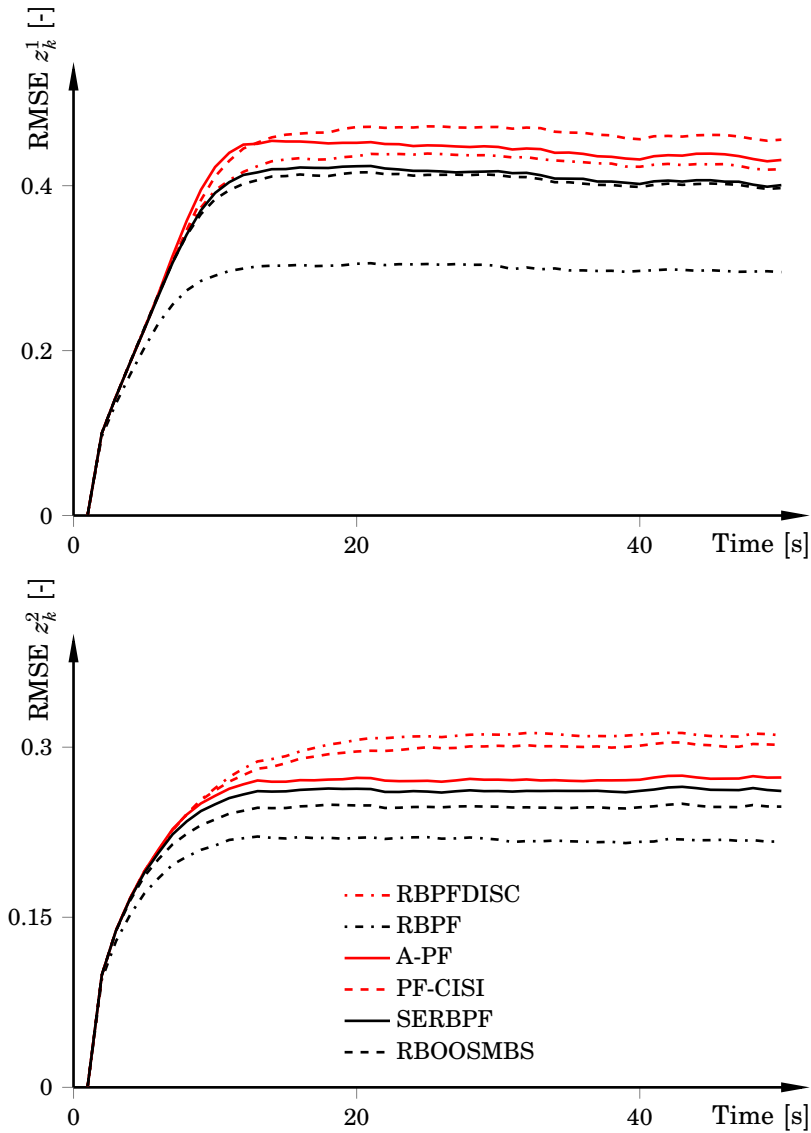 RMSE z_k^1 [-]
0.4
0.2
0
0
20
40
Time [s]
RMSE z_k^2 [-]
0.3
0.15
0
RBPFDISC
RBPF
A-PF
PF-CISI
SERBPF
RBOOSMBS
0
20
40
Time [s]